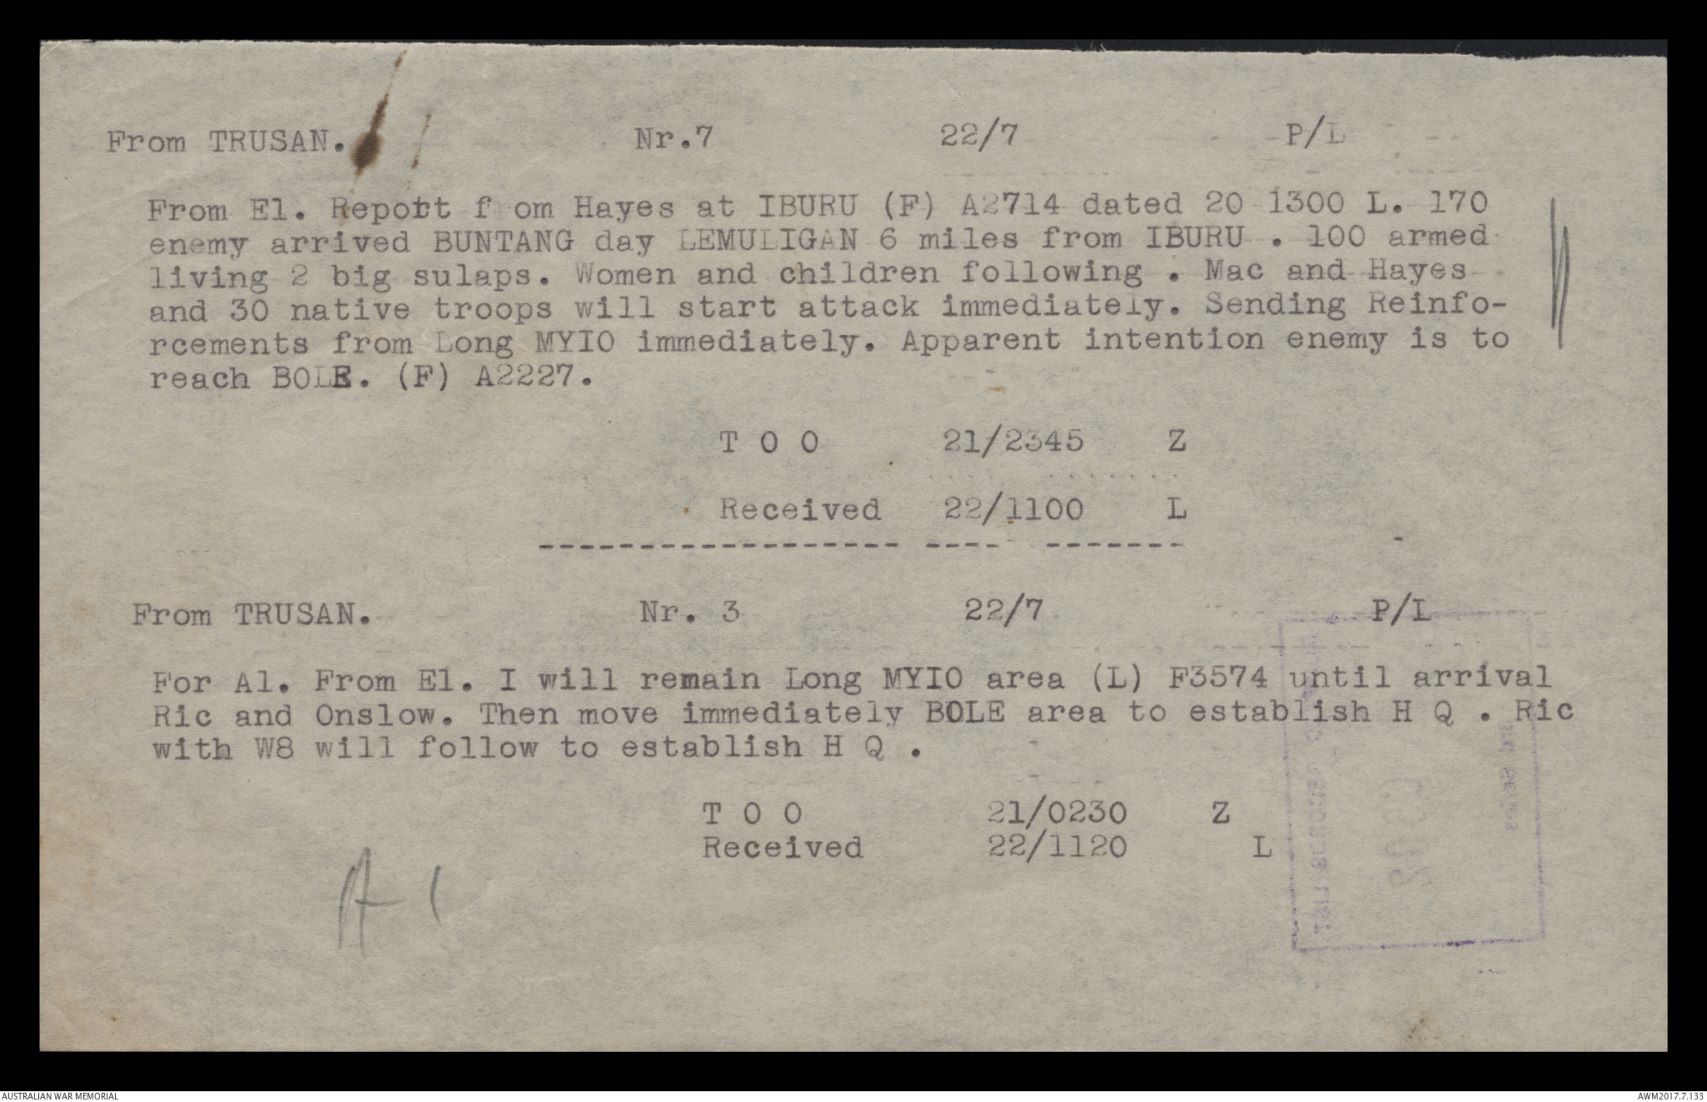 From TRUSAN. Nr.7 22/7 P/L
From El. Repott f om Hayes at IBURU (F) A2714 dated 20 1300 L. 170
enemy arrived BUNTANG day LEMULIGAN 6 miles from IBURU . 100 armed
living 2 big sulaps. Women and children following . Mac and Hayes
and 30 native troops will start attack immediately. Sending Reinfo-
rcements from Long MYIO immediately. Apparent intention enemy is to
reach BOLE. (F) A2227.
T O O 21/2345 Z
Received 22/1100 L
------------------ ---- -------
From TRUSAN. Nr. 3 22/7 P/L
For Al. From El. I will remain Long MYIO area (L) F3574 until arrival
Ric and Onslow. Then move immediately BOLE area to establish H Q . Ric
with W8 will follow to establish H Q .
T O O 21/0230 Z
Received 22/1120 L
A 1
AUSTRALIAN WAR MEMORIAL AWM2017.7.133